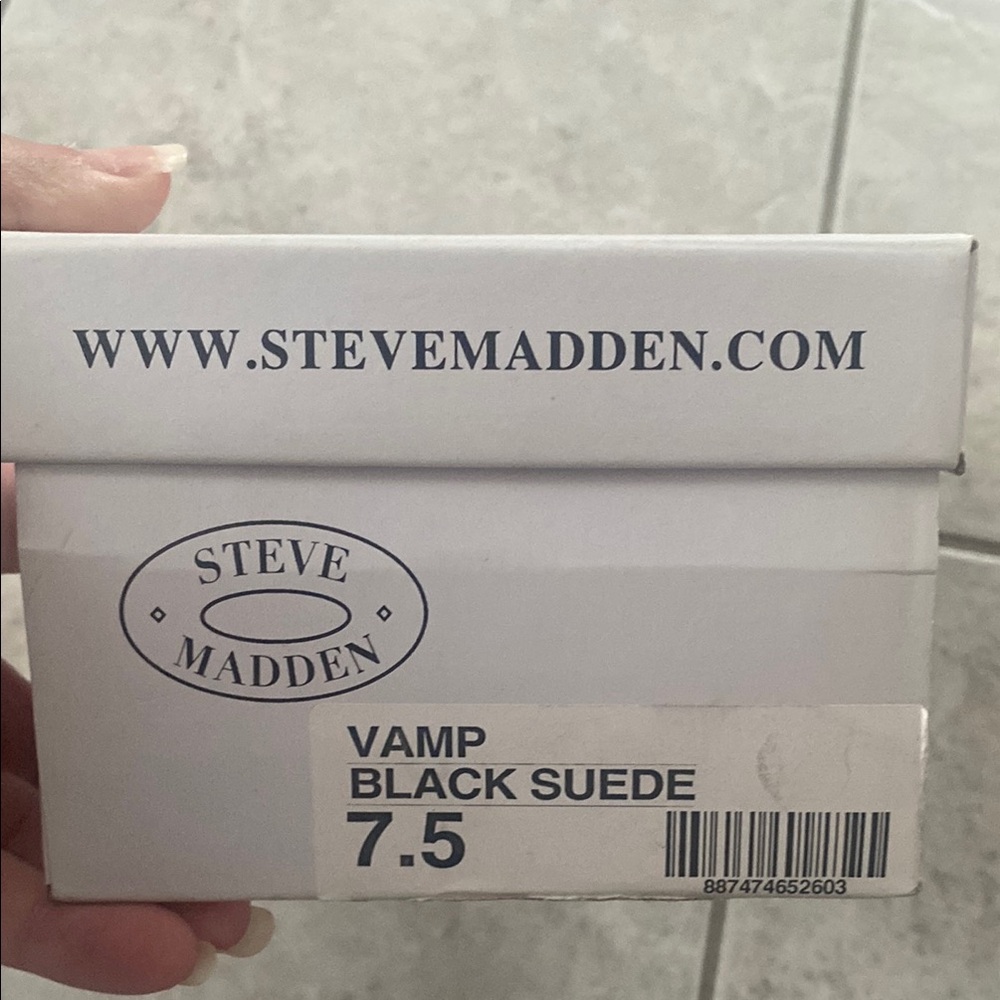 WWW.STEVEMADDEN.COM
STEVE
MADDEN
VAMP
BLACK SUEDE
7.5
887474652603